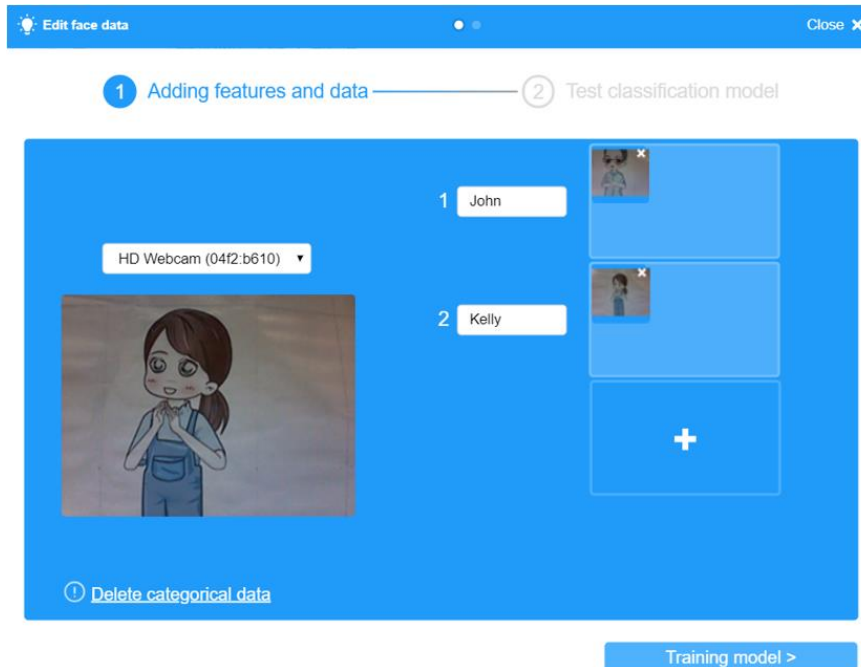 Edit face data
Close ×
1 Adding features and data
2 Test classification model
1 John
HD Webcam (04f2:b610)
2 Kelly
Delete categorical data
Training model >